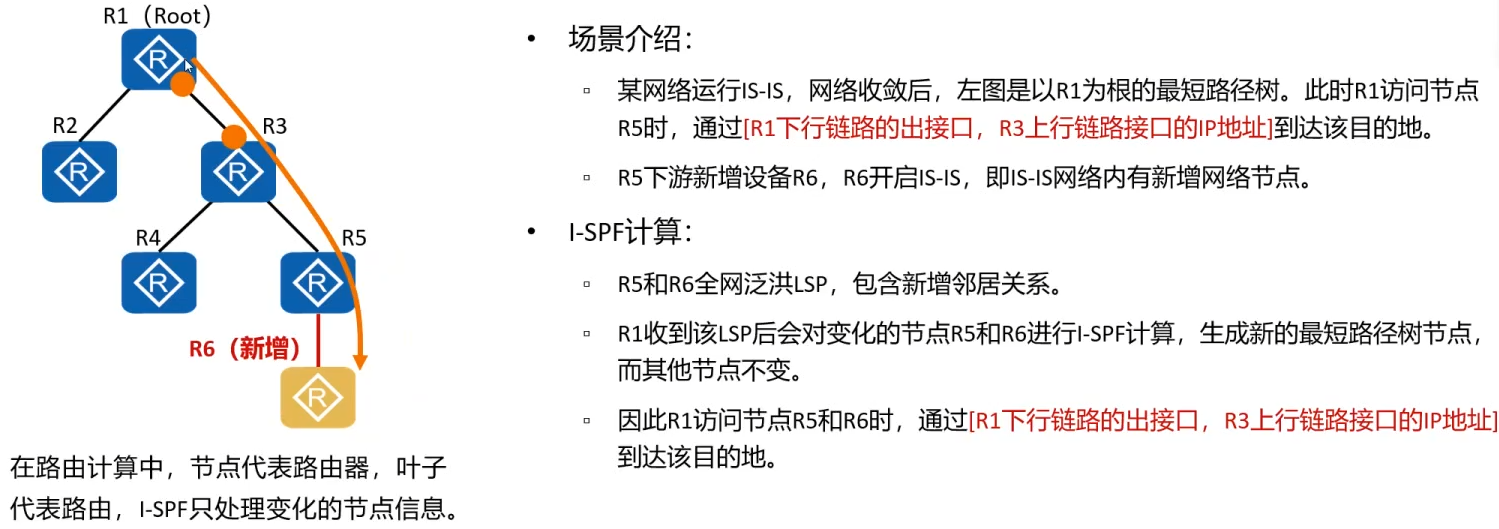 R1（Root）
R2
R3
R4
R5
R6（新增）
在路由计算中，节点代表路由器，叶子
代表路由，I-SPF只处理变化的节点信息。
• 场景介绍：
▫ 某网络运行IS-IS，网络收敛后，左图是以R1为根的最短路径树。此时R1访问节点
R5时，通过[R1下行链路的出接口，R3上行链路接口的IP地址]到达该目的地。
▫ R5下游新增设备R6，R6开启IS-IS，即IS-IS网络内有新增网络节点。
• I-SPF计算：
▫ R5和R6全网泛洪LSP，包含新增邻居关系。
▫ R1收到该LSP后会对变化的节点R5和R6进行I-SPF计算，生成新的最短路径树节点，
而其他节点不变。
▫ 因此R1访问节点R5和R6时，通过[R1下行链路的出接口，R3上行链路接口的IP地址]
到达该目的地。
R
R
R
R
R
R